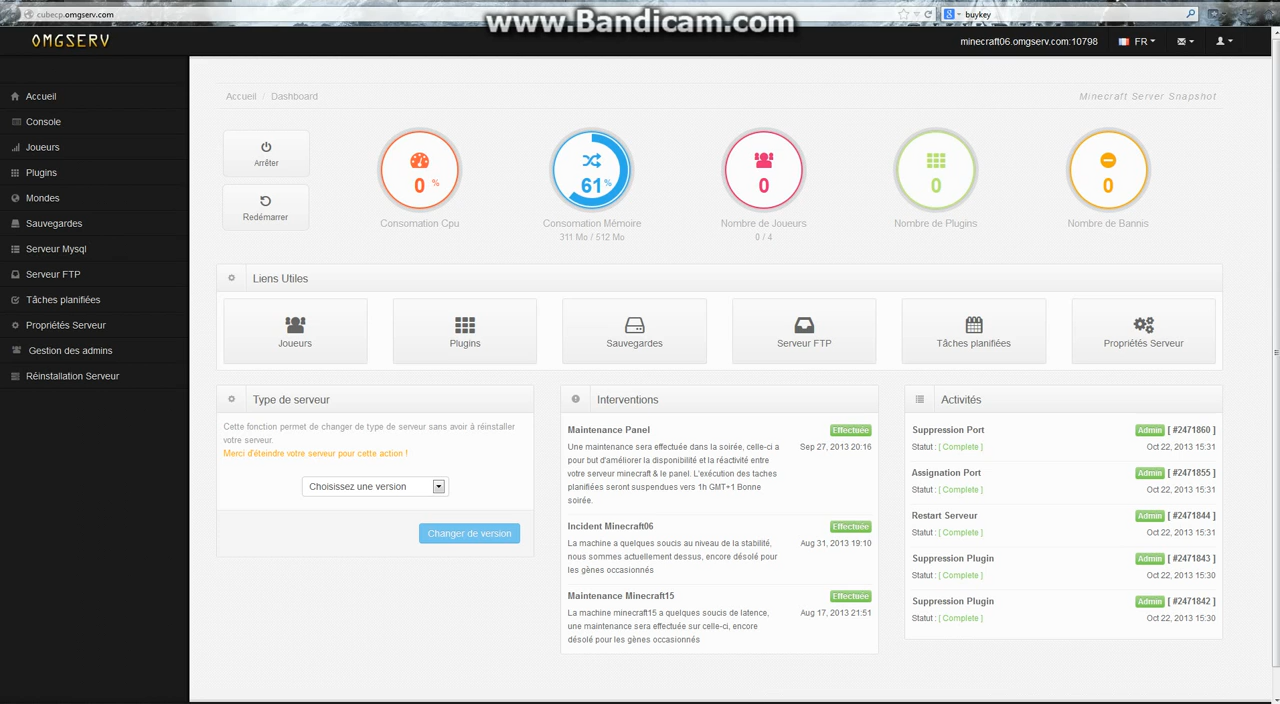 www.Bandicam.com
cubecp.omgserv.com
buykey
OMGSERV
minecraft06.omgserv.com:10798
FR
Accueil
Console
Joueurs
Plugins
Mondes
Sauvegardes
Serveur Mysql
Serveur FTP
Tâches planifiées
Propriétés Serveur
Gestion des admins
Réinstallation Serveur
Accueil / Dashboard
Minecraft Server Snapshot
Arrêter
Redémarrer
0 %
Consomation Cpu
61 %
Consomation Mémoire
311 Mo / 512 Mo
0
Nombre de Joueurs
0 / 4
0
Nombre de Plugins
0
Nombre de Bannis
Liens Utiles
Joueurs
Plugins
Sauvegardes
Serveur FTP
Tâches planifiées
Propriétés Serveur
Type de serveur
Cette fonction permet de changer de type de serveur sans avoir à réinstaller
votre serveur.
Merci d'éteindre votre serveur pour cette action !
Choisissez une version
Changer de version
Interventions
Maintenance Panel
Effectuée
Une maintenance sera effectuée dans la soirée, celle-ci a
Sep 27, 2013 20:16
pour but d'améliorer la disponibilité et la réactivité entre
votre serveur minecraft & le panel. L'exécution des taches
planifiées seront suspendues vers 1h GMT+1 Bonne
soirée.
Incident Minecraft06
Effectuée
La machine a quelques soucis au niveau de la stabilité,
Aug 31, 2013 19:10
nous sommes actuellement dessus, encore désolé pour
les gènes occasionnés
Maintenance Minecraft15
Effectuée
La machine minecraft15 a quelques soucis de latence,
Aug 17, 2013 21:51
une maintenance sera effectuée sur celle-ci, encore
désolé pour les gènes occasionnés
Activités
Suppression Port
Admin [ #2471860 ]
Statut : [ Complete ]
Oct 22, 2013 15:31
Assignation Port
Admin [ #2471855 ]
Statut : [ Complete ]
Oct 22, 2013 15:31
Restart Serveur
Admin [ #2471844 ]
Statut : [ Complete ]
Oct 22, 2013 15:31
Suppression Plugin
Admin [ #2471843 ]
Statut : [ Complete ]
Oct 22, 2013 15:30
Suppression Plugin
Admin [ #2471842 ]
Statut : [ Complete ]
Oct 22, 2013 15:30